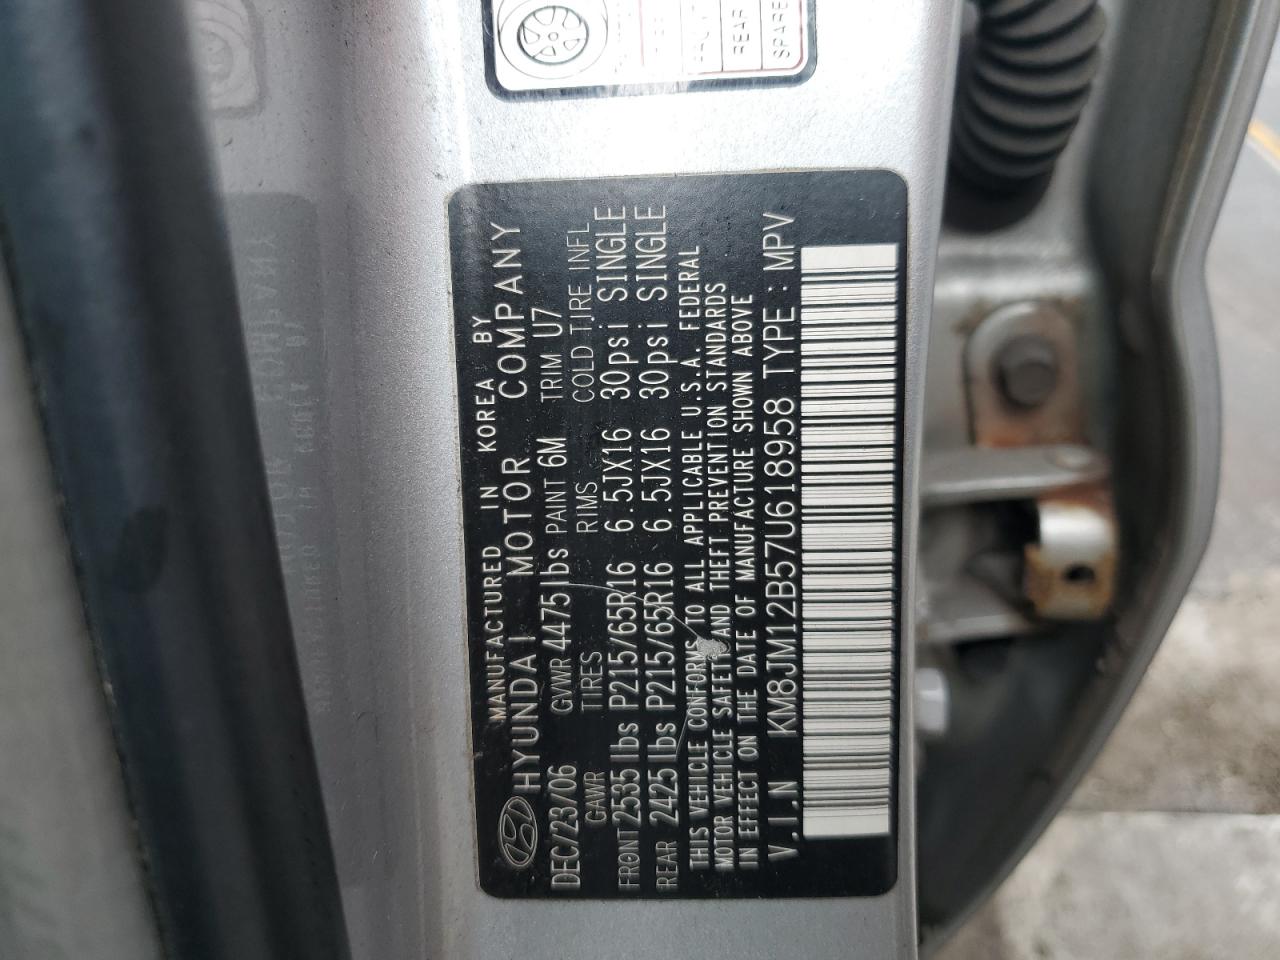 REAR
SPARE
MANUFACTURED IN KOREA BY
HYUNDAI MOTOR COMPANY
DEC/23/06 GVWR 4475 lbs PAINT 6M TRIM U7
GAWR TIRES RIMS COLD TIRE INFL
FRONT 2535 lbs P215/65R16 6.5JX16 30psi SINGLE
REAR 2425 lbs P215/65R16 6.5JX16 30psi SINGLE
THIS VEHICLE CONFORMS TO ALL APPLICABLE U.S.A. FEDERAL
MOTOR VEHICLE SAFETY AND THEFT PREVENTION STANDARDS
IN EFFECT ON THE DATE OF MANUFACTURE SHOWN ABOVE
V.I.N KM8JM12B57U618958 TYPE : MPV